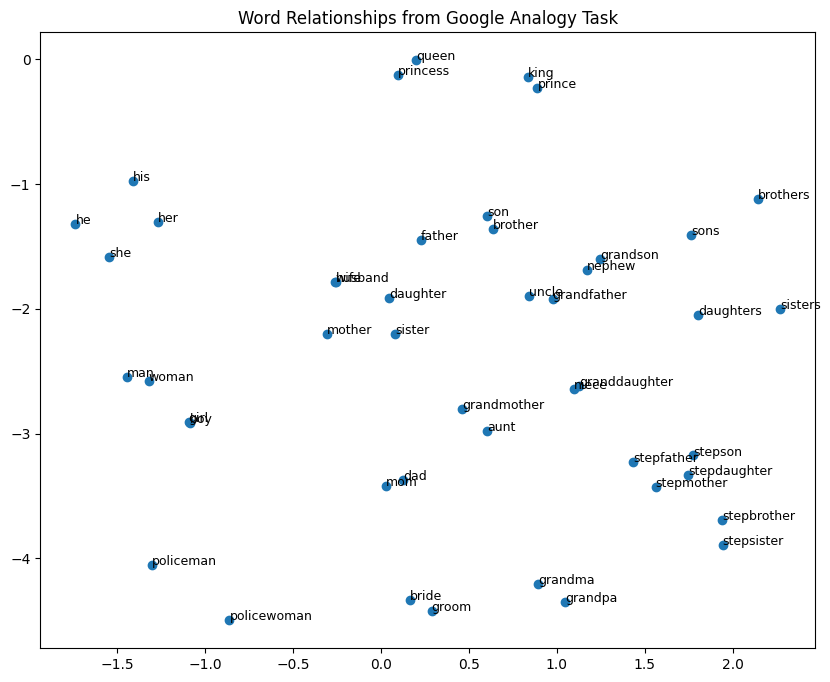 Word Relationships from Google Analogy Task
0
queen
princess
king
prince
−1
his
brothers
he
her
son
brother
sons
she
father
grandson
nephew
husband
wife
−2
daughter
uncle
grandfather
daughters
sisters
mother
sister
man
woman
granddaughter
niece
girl
boy
−3
grandmother
aunt
stepson
stepfather
stepdaughter
stepmother
dad
mom
stepbrother
stepsister
−4
policeman
grandma
grandpa
bride
groom
policewoman
−1.5
−1.0
−0.5
0.0
0.5
1.0
1.5
2.0